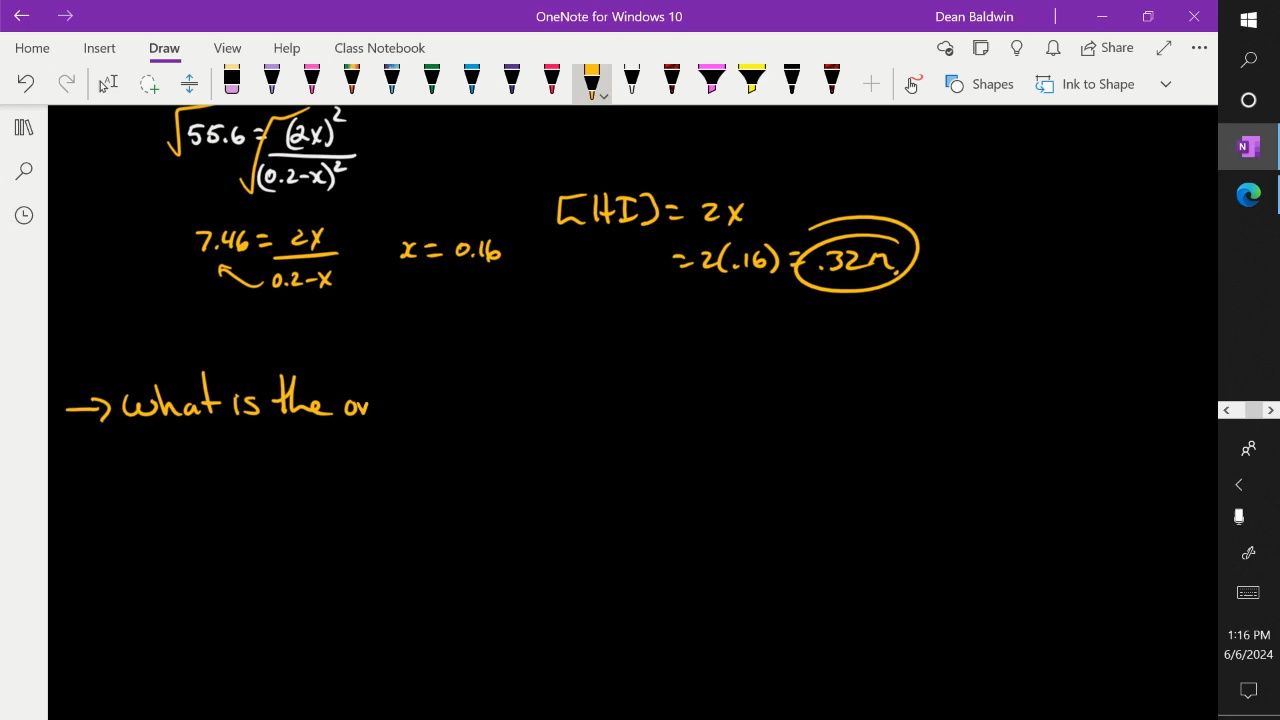 OneNote for Windows 10
Dean Baldwin
Home Insert Draw View Help Class Notebook
Share
Shapes
Ink to Shape
√55.6 = √(2x)²/(0.2-x)²
7.46 = 2x/0.2-x
x = 0.16
[HI] = 2x
= 2(.16) = .32M.
→ What is the ov
1:16 PM
6/6/2024